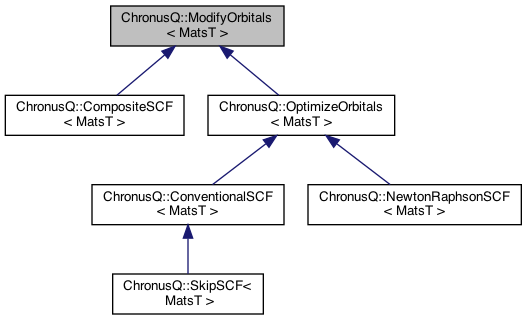 ChronusQ::ModifyOrbitals
< MatsT >
ChronusQ::CompositeSCF
< MatsT >
ChronusQ::OptimizeOrbitals
< MatsT >
ChronusQ::ConventionalSCF
< MatsT >
ChronusQ::NewtonRaphsonSCF
< MatsT >
ChronusQ::SkipSCF<
MatsT >